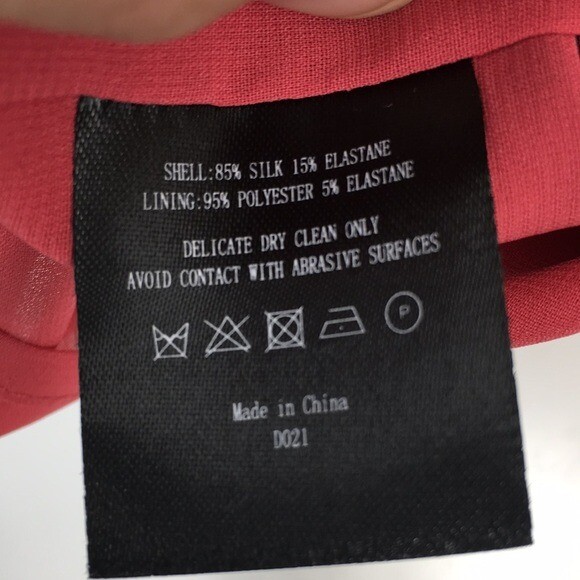 SHELL:85% SILK 15% ELASTANE
LINING:95% POLYESTER 5% ELASTANE
DELICATE DRY CLEAN ONLY
AVOID CONTACT WITH ABRASIVE SURFACES
P
Made in China
D021